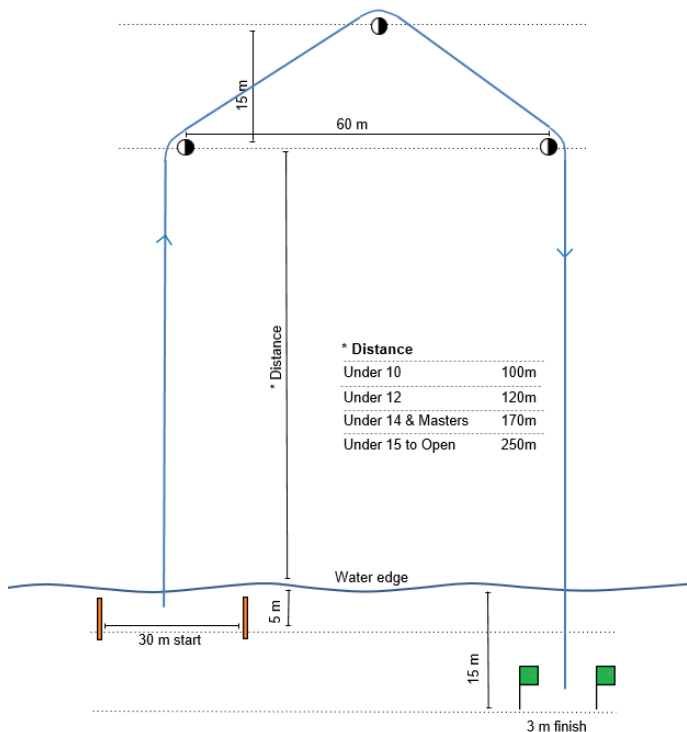 15 m
60 m
* Distance
* Distance
Under 10 100m
Under 12 120m
Under 14 & Masters 170m
Under 15 to Open 250m
Water edge
5 m
30 m start
15 m
3 m finish